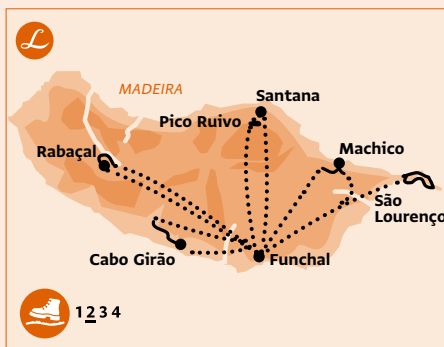 L
MADEIRA
Santana
Pico Ruivo
Rabaçal
Machico
São
Lourenço
Cabo Girão
Funchal
1 2 3 4